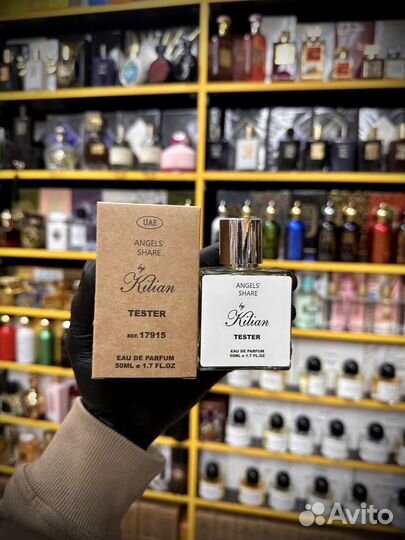 UAE
ANGELS'
SHARE
by
Kilian
TESTER
REF. 17915
EAU DE PARFUM
50ML e 1.7 FL.OZ
ANGELS'
SHARE
by
Kilian
TESTER
EAU DE PARFUM
50ML e 1.7 FL.OZ
Avito